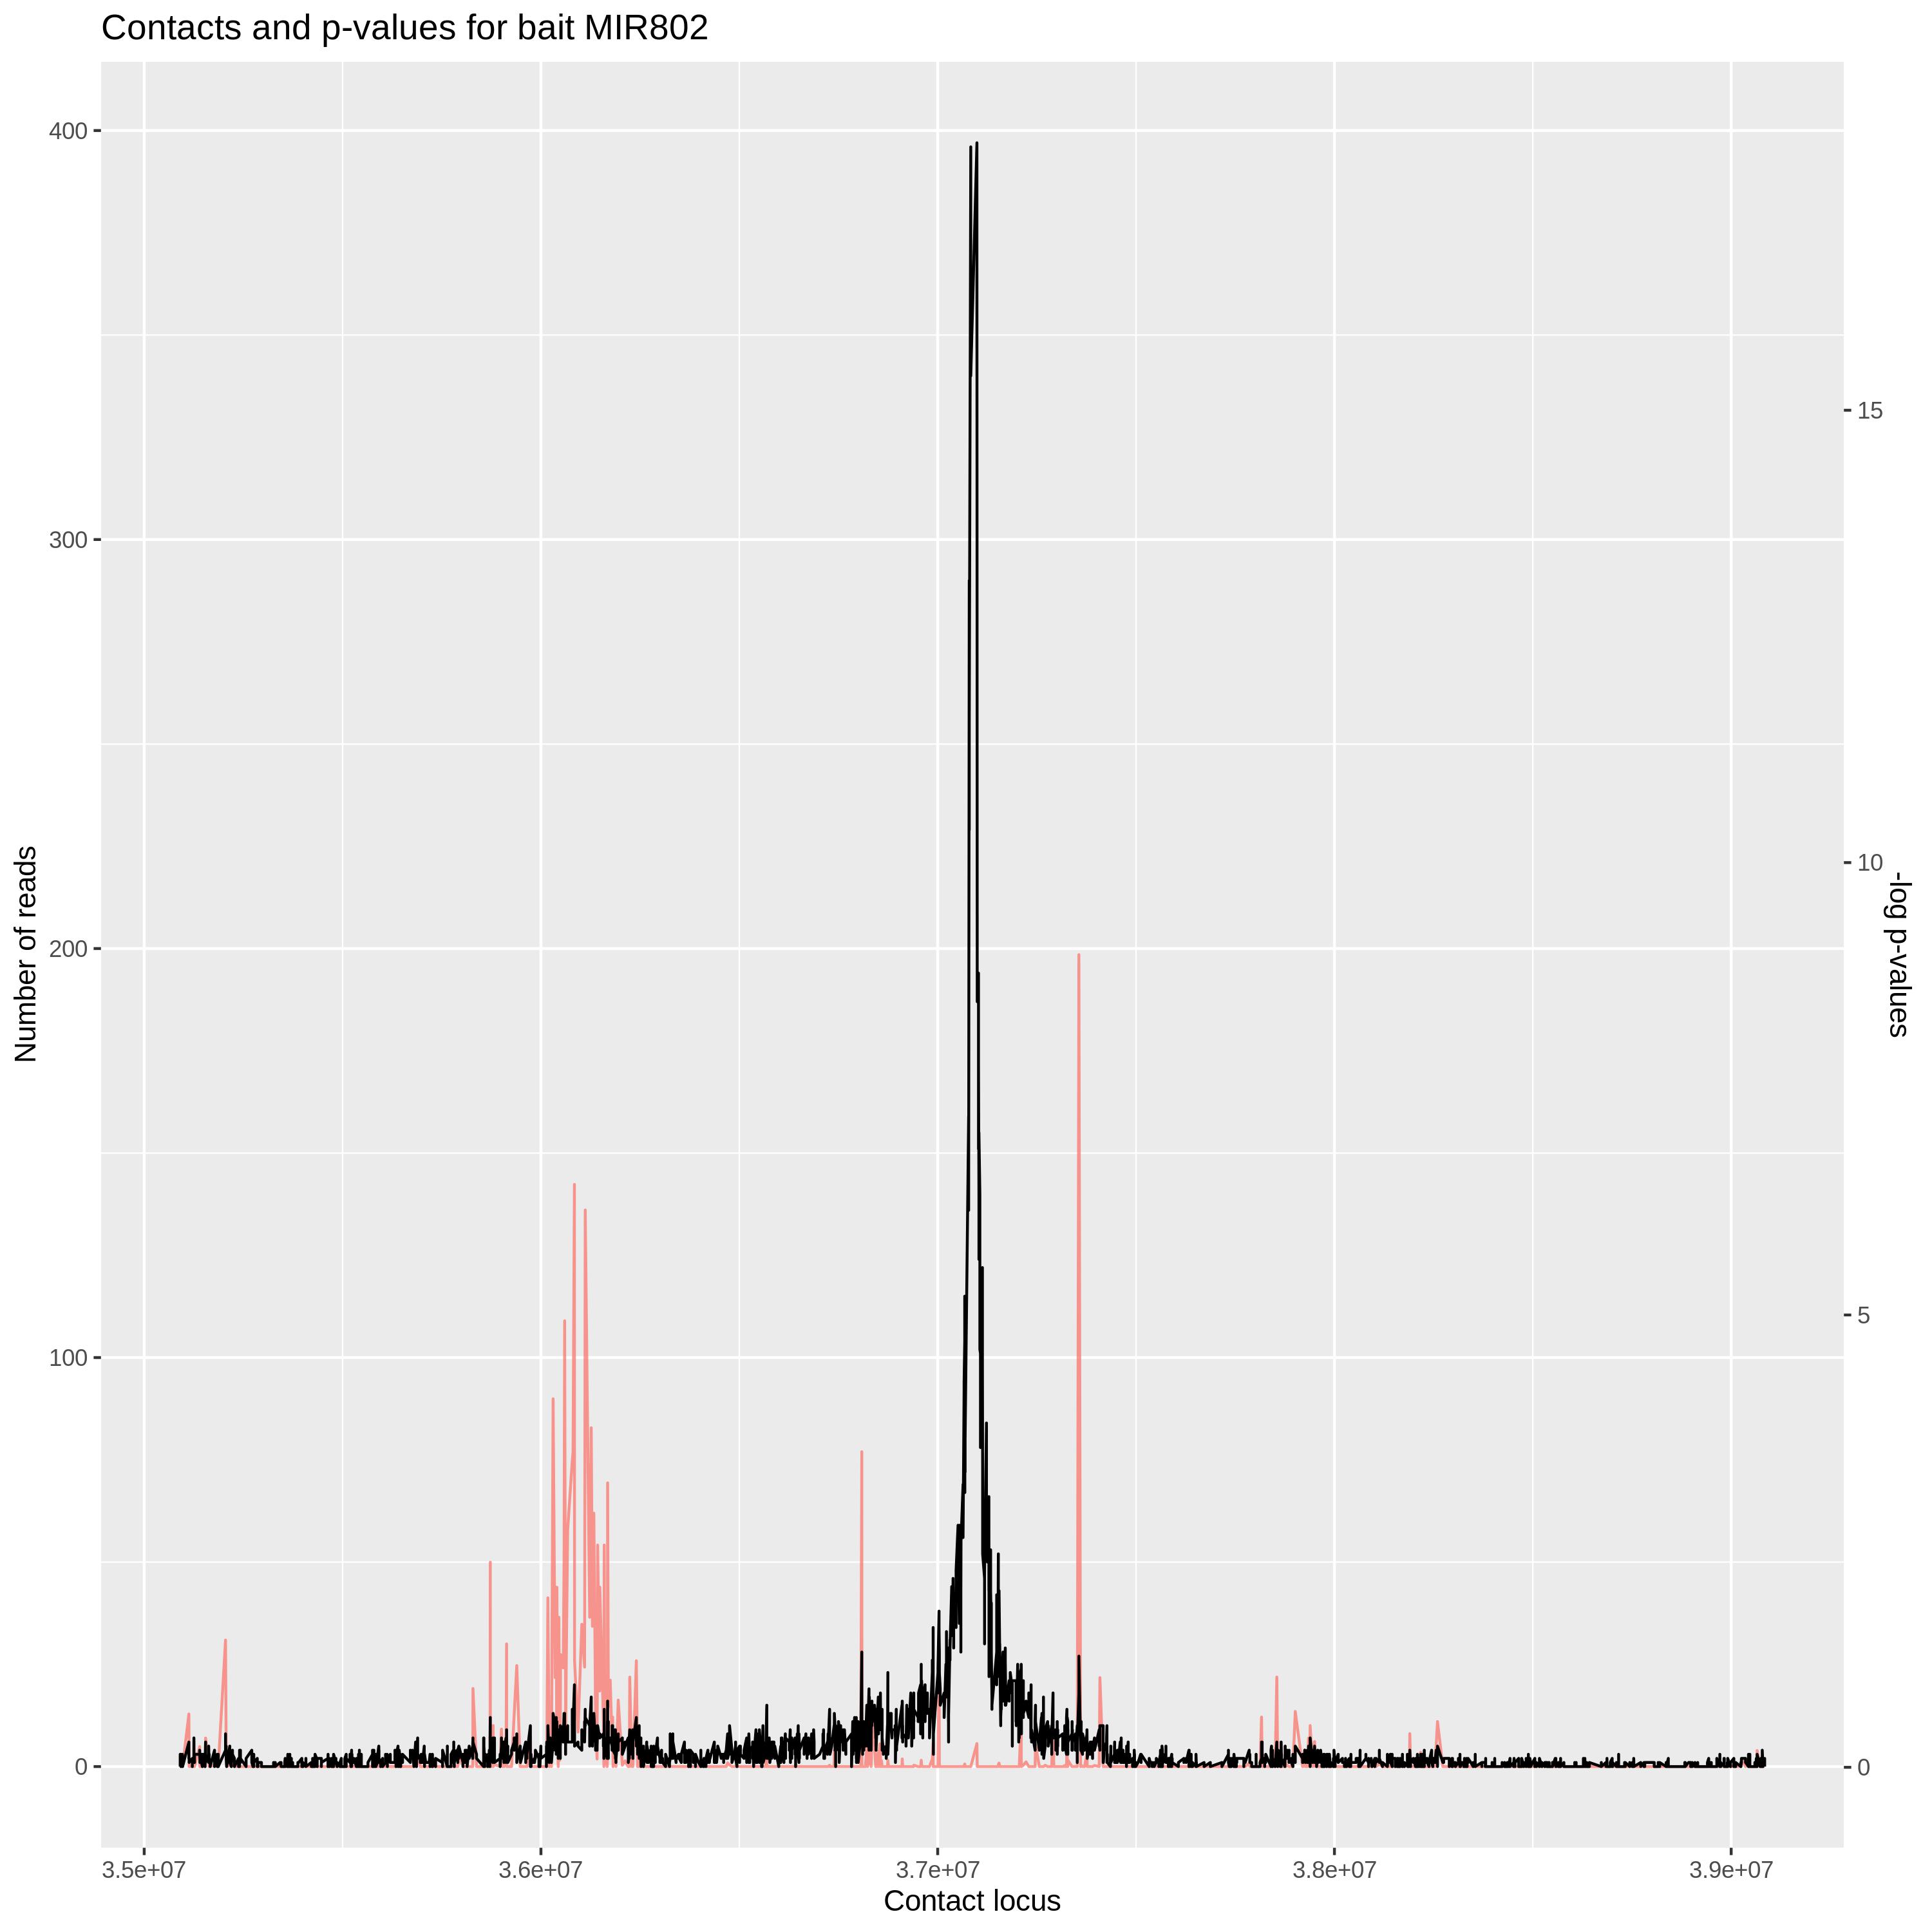 Contacts and p-values for bait MIR802
400
300
200
100
0
Number of reads
15
10
5
0
-log p-values
3.5e+07
3.6e+07
3.7e+07
3.8e+07
3.9e+07
Contact locus